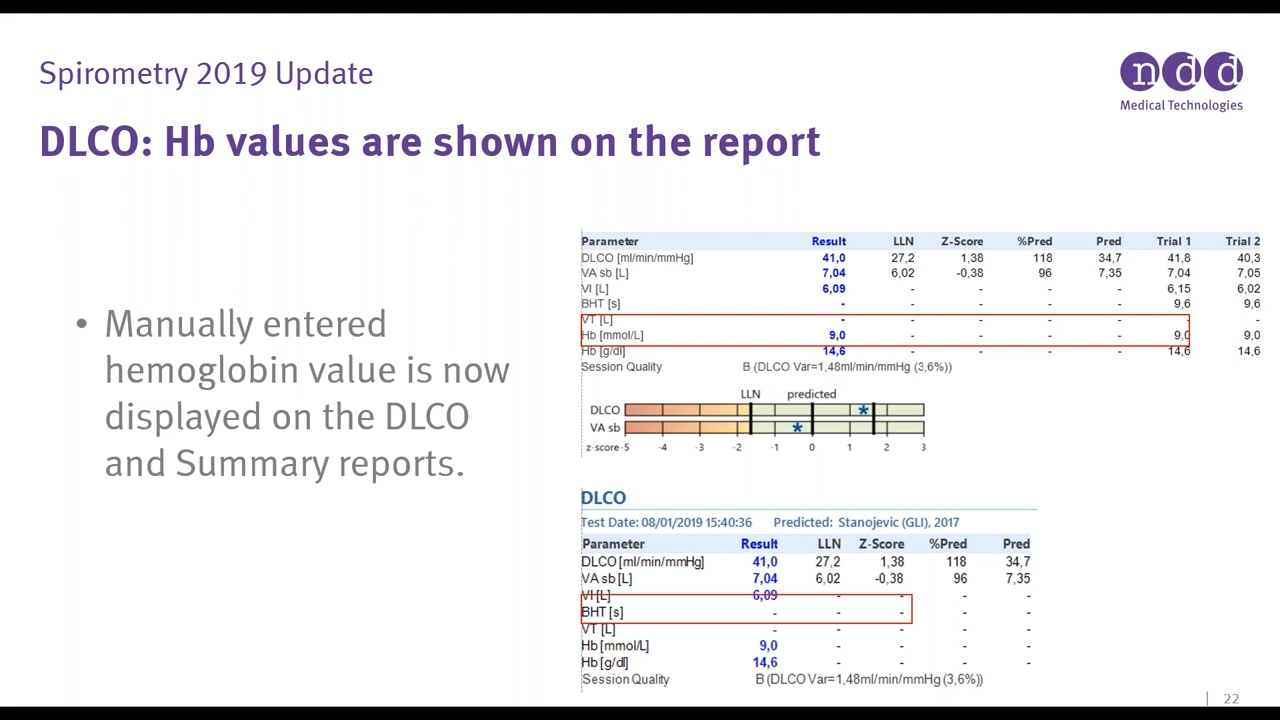 Spirometry 2019 Update
ndd
Medical Technologies
DLCO: Hb values are shown on the report
• Manually entered
hemoglobin value is now
displayed on the DLCO
and Summary reports.
Parameter Result LLN Z-Score %Pred Pred Trial 1 Trial 2
DLCO [ml/min/mmHg] 41,0 27,2 1,38 118 34,7 41,8 40,3
VA sb [L] 7,04 6,02 -0,38 96 7,35 7,04 7,05
VI [L] 6,09 - - - - 6,15 6,02
BHT [s] - - - - - 9,6 9,6
VT [L] - - - - - - -
Hb [mmol/L] 9,0 - - - - 9,0 9,0
Hb [g/dl] 14,6 - - - - 14,6 14,6
Session Quality B (DLCO Var=1,48ml/min/mmHg (3,6%))
LLN predicted
DLCO *
VA sb *
z-score -5 -4 -3 -2 -1 0 1 2 3
DLCO
Test Date: 08/01/2019 15:40:36 Predicted: Stanojevic (GLI), 2017
Parameter Result LLN Z-Score %Pred Pred
DLCO [ml/min/mmHg] 41,0 27,2 1,38 118 34,7
VA sb [L] 7,04 6,02 -0,38 96 7,35
VI [L] 6,09 - - - -
BHT [s] - - - - -
VT [L] - - - - -
Hb [mmol/L] 9,0 - - - -
Hb [g/dl] 14,6 - - - -
Session Quality B (DLCO Var=1,48ml/min/mmHg (3,6%))
| 22